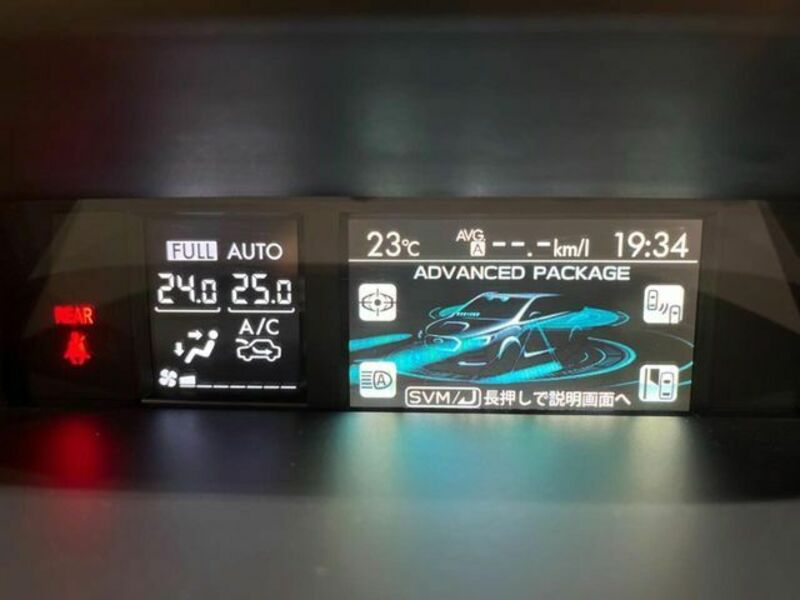 REAR
FULL AUTO
24.0 25.0
A/C
23℃ AVG. A --.-km/l 19:34
ADVANCED PACKAGE
A
SVM/ 長押しで説明画面へ